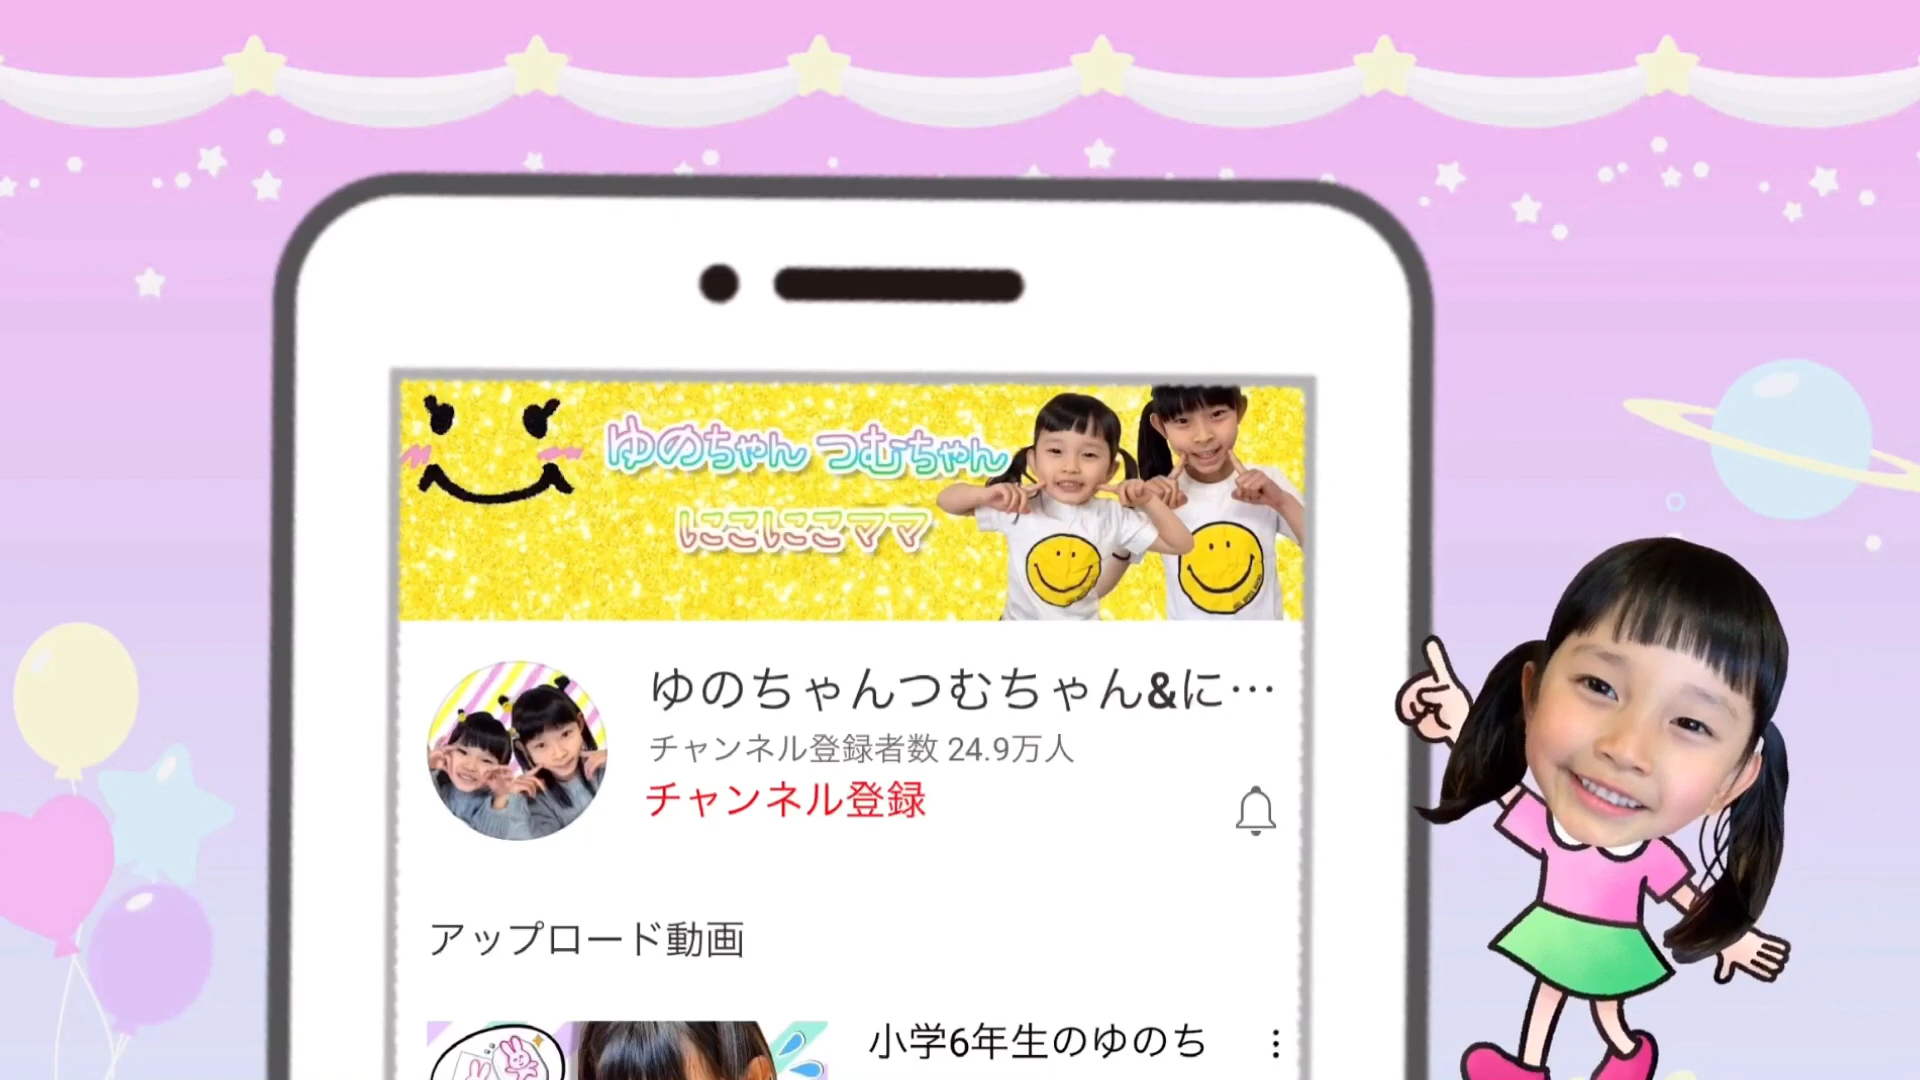 ゆのちゃん つむちゃん
にこにこママ
ゆのちゃんつむちゃん&に…
チャンネル登録者数 24.9万人
チャンネル登録
アップロード動画
小学6年生のゆのち